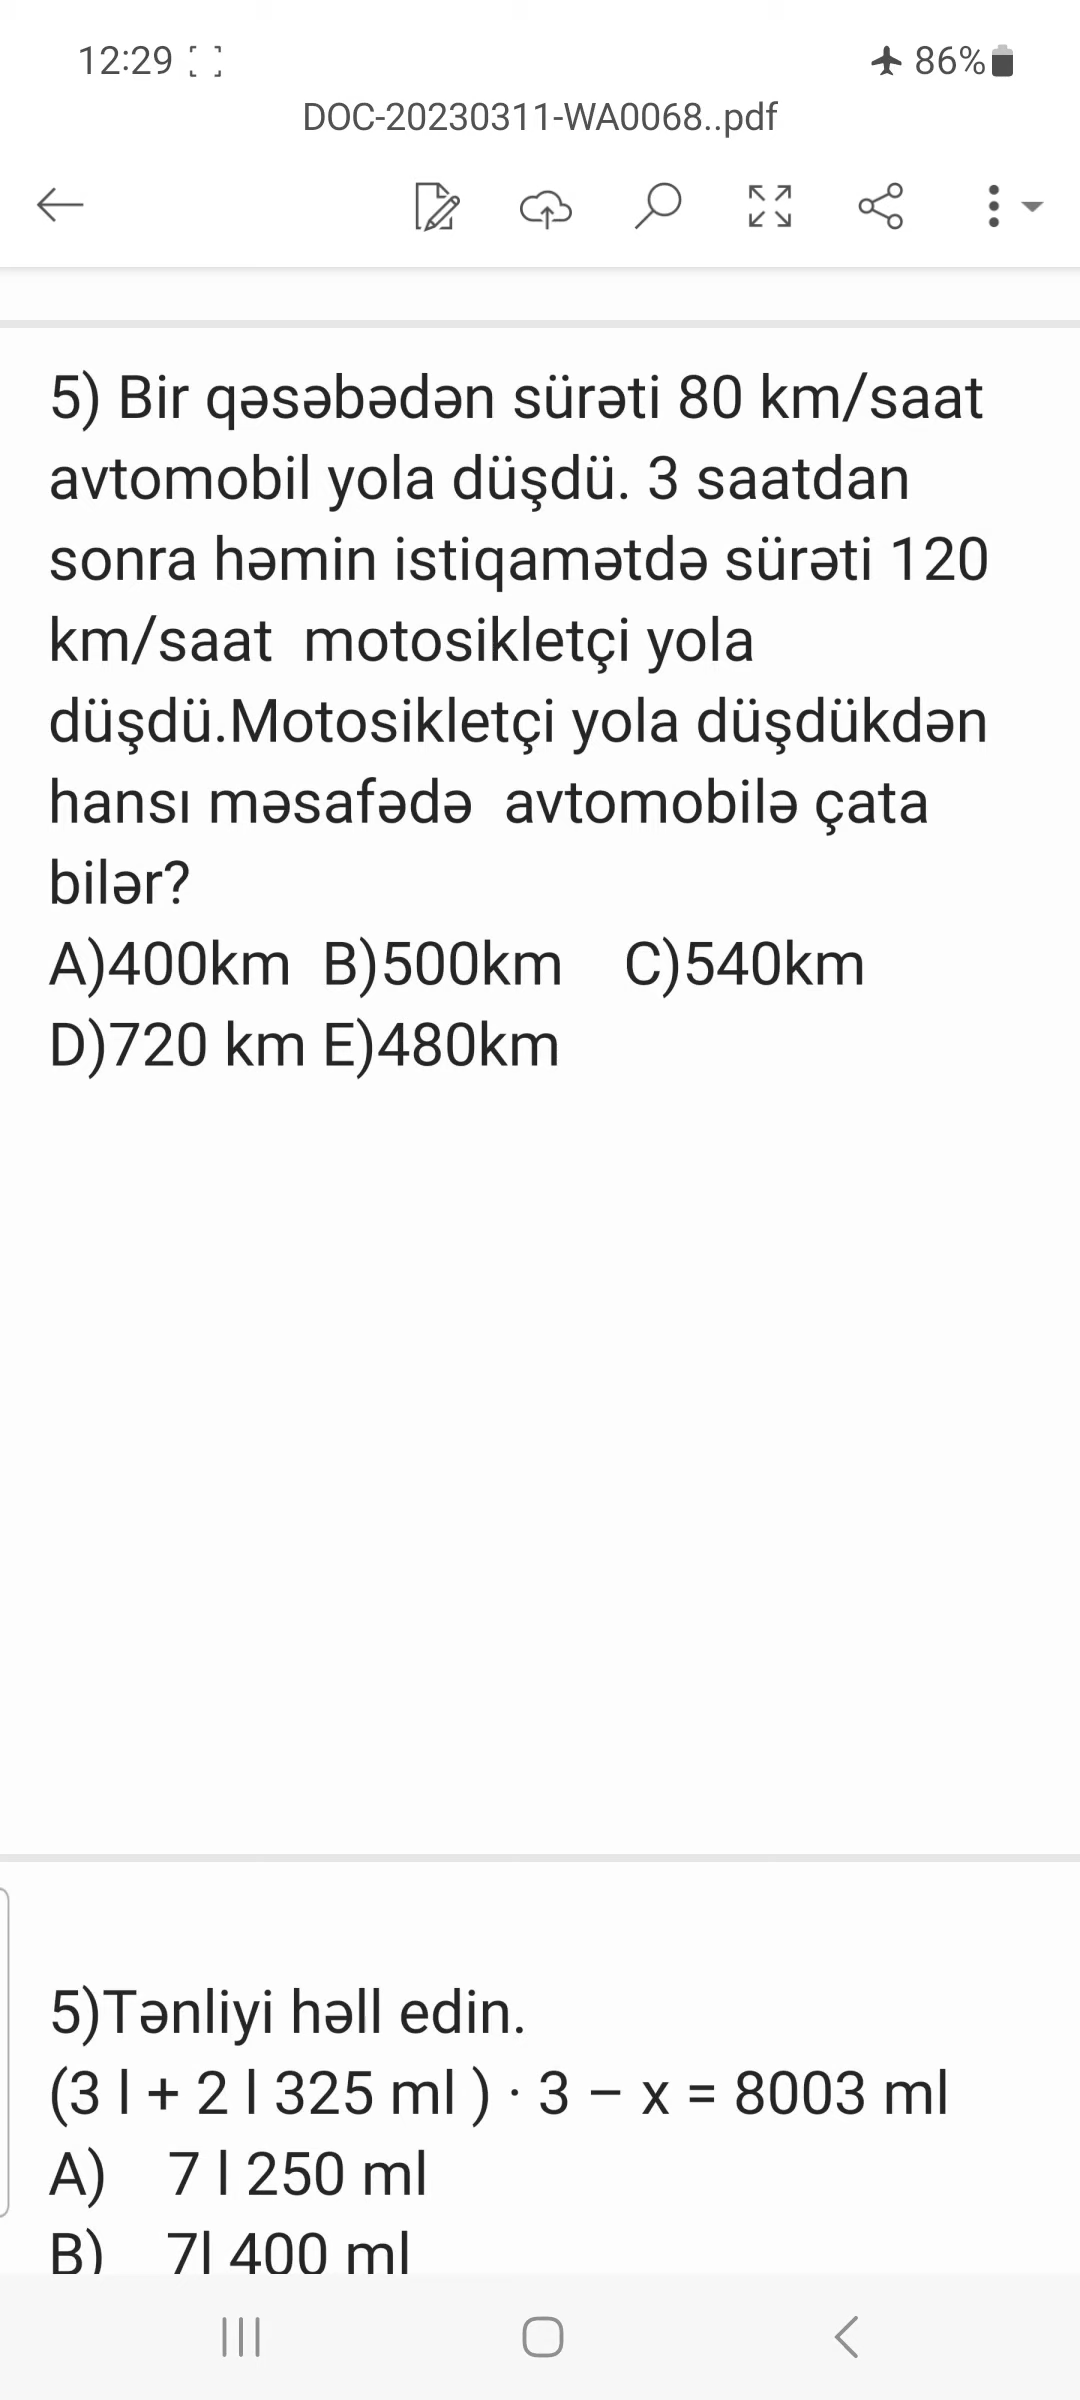 12:29
86%
DOC-20230311-WA0068..pdf
5) Bir qəsəbədən sürəti 80 km/saat
avtomobil yola düşdü. 3 saatdan
sonra həmin istiqamətdə sürəti 120
km/saat  motosikletçi yola
düşdü.Motosikletçi yola düşdükdən
hansı məsafədə  avtomobilə çata
bilər?
A)400km  B)500km    C)540km
D)720 km E)480km
5)Tənliyi həll edin.
(3 l + 2 l 325 ml ) · 3 – x = 8003 ml
A)    7 l 250 ml
B)    7l 400 ml